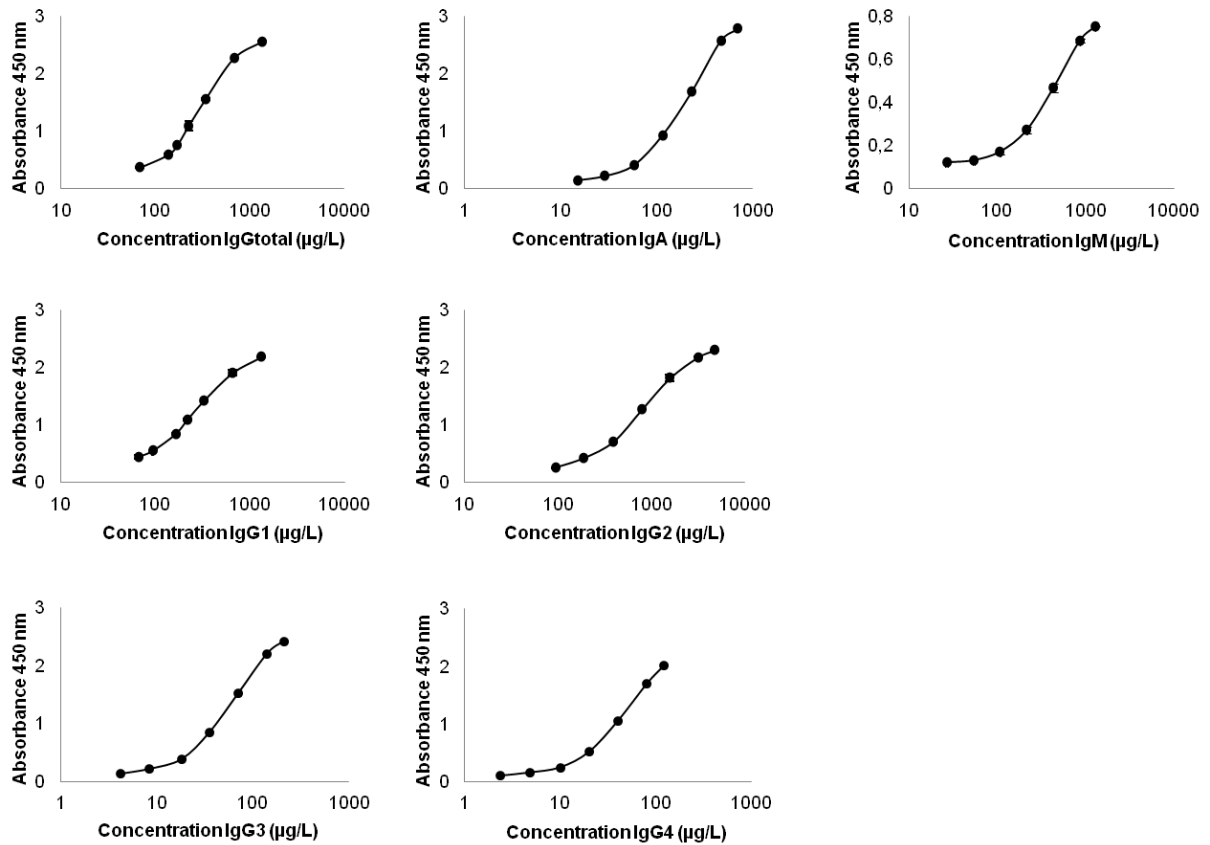 Absorbance 450 nm
3
2
1
0
10 100 1000 10000
Concentration IgGtotal (µg/L)
Absorbance 450 nm
3
2
1
0
1 10 100 1000
Concentration IgA (µg/L)
Absorbance 450 nm
0,8
0,6
0,4
0,2
0
10 100 1000 10000
Concentration IgM (µg/L)
Absorbance 450 nm
3
2
1
0
10 100 1000 10000
Concentration IgG1 (µg/L)
Absorbance 450 nm
3
2
1
0
10 100 1000 10000
Concentration IgG2 (µg/L)
Absorbance 450 nm
3
2
1
0
1 10 100 1000
Concentration IgG3 (µg/L)
Absorbance 450 nm
3
2
1
0
1 10 100 1000
Concentration IgG4 (µg/L)